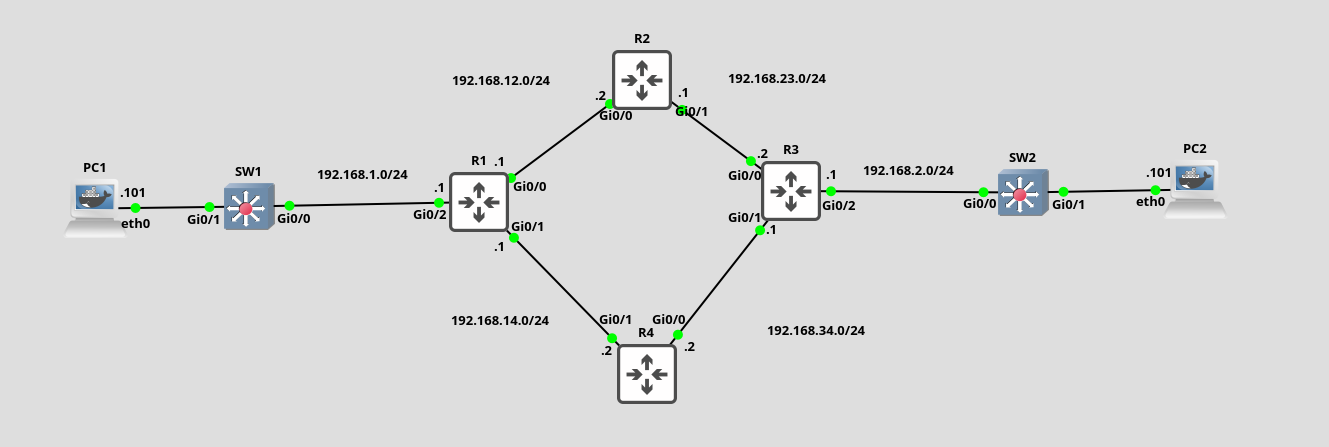 R2
192.168.12.0/24
192.168.23.0/24
.2
.1
Gi0/0
Gi0/1
PC1
SW1
192.168.1.0/24
R1
.1
R3
.2
192.168.2.0/24
SW2
PC2
.101
.1
Gi0/0
Gi0/0
.1
.101
eth0
Gi0/1
Gi0/0
Gi0/2
Gi0/1
.1
Gi0/1
.1
Gi0/2
Gi0/0
Gi0/1
eth0
192.168.14.0/24
Gi0/1
Gi0/0
R4
.2
.2
192.168.34.0/24